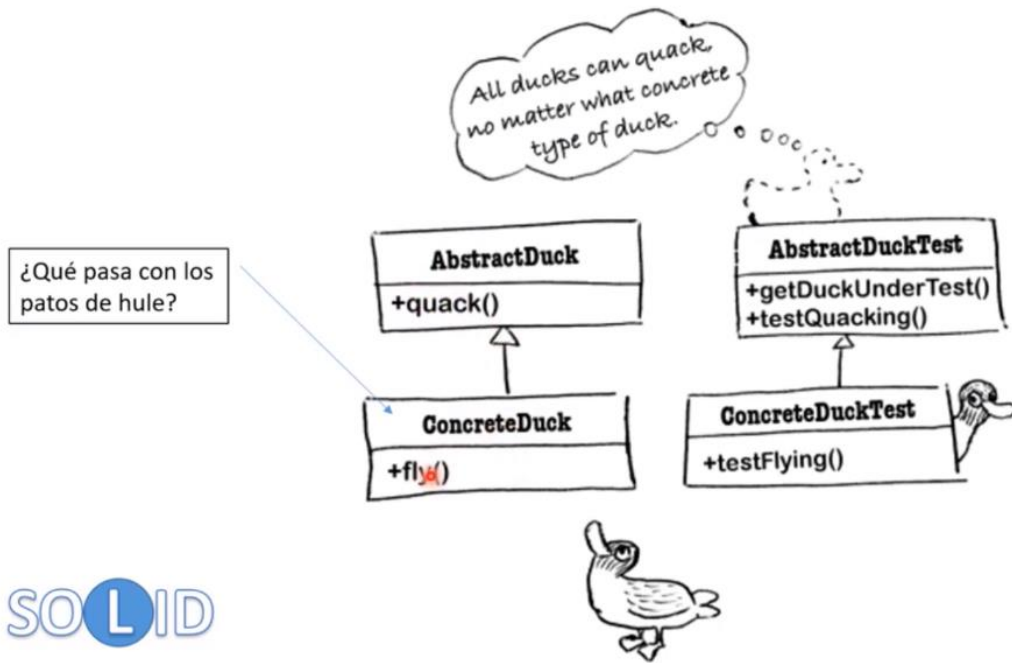 All ducks can quack,
no matter what concrete
type of duck.
¿Qué pasa con los
patos de hule?
AbstractDuck
+quack()
AbstractDuckTest
+getDuckUnderTest()
+testQuacking()
ConcreteDuck
+fly()
ConcreteDuckTest
+testFlying()
SOLID